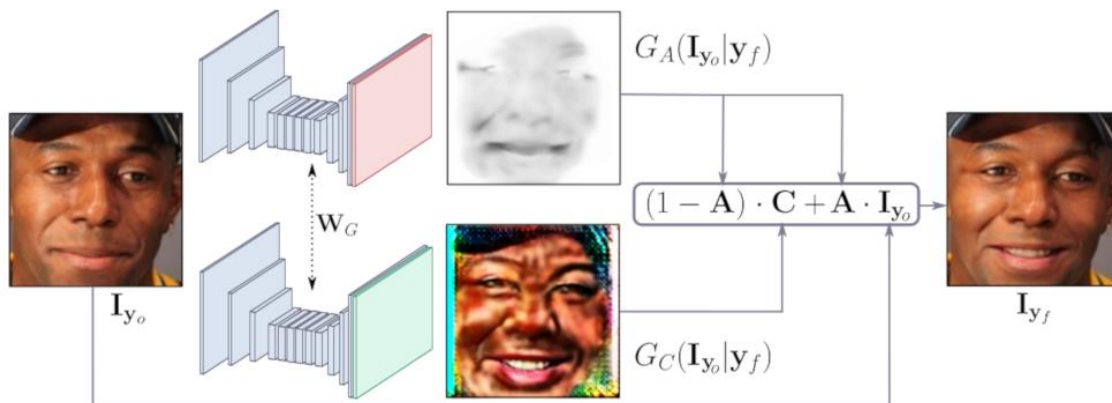 G_A(I_{y_o}|y_f)
W_G
(1 − A) · C + A · I_{y_o}
I_{y_o}
I_{y_f}
G_C(I_{y_o}|y_f)